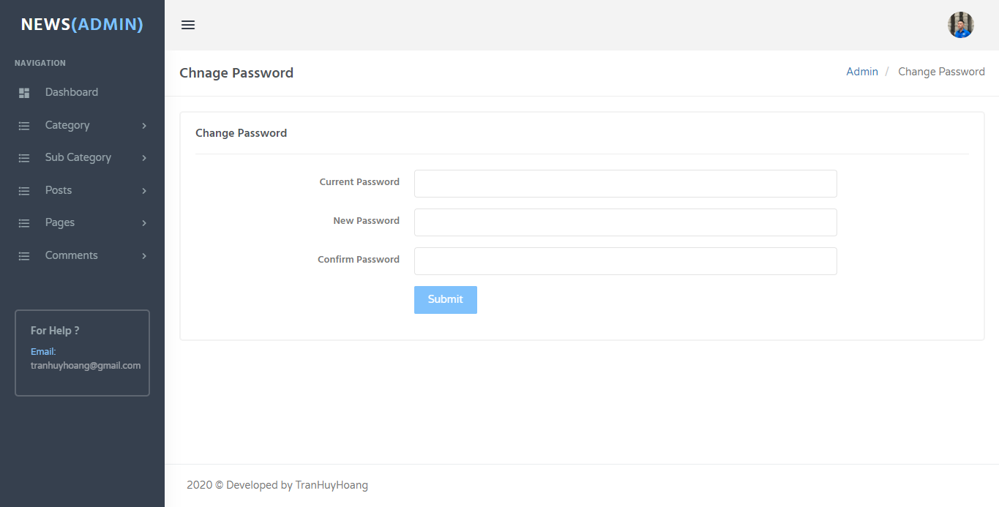 NEWS(ADMIN)
NAVIGATION
Dashboard
Category
Sub Category
Posts
Pages
Comments
For Help ?
Email:
tranhuyhoang@gmail.com
Chnage Password
Admin / Change Password
Change Password
Current Password
New Password
Confirm Password
Submit
2020 © Developed by TranHuyHoang